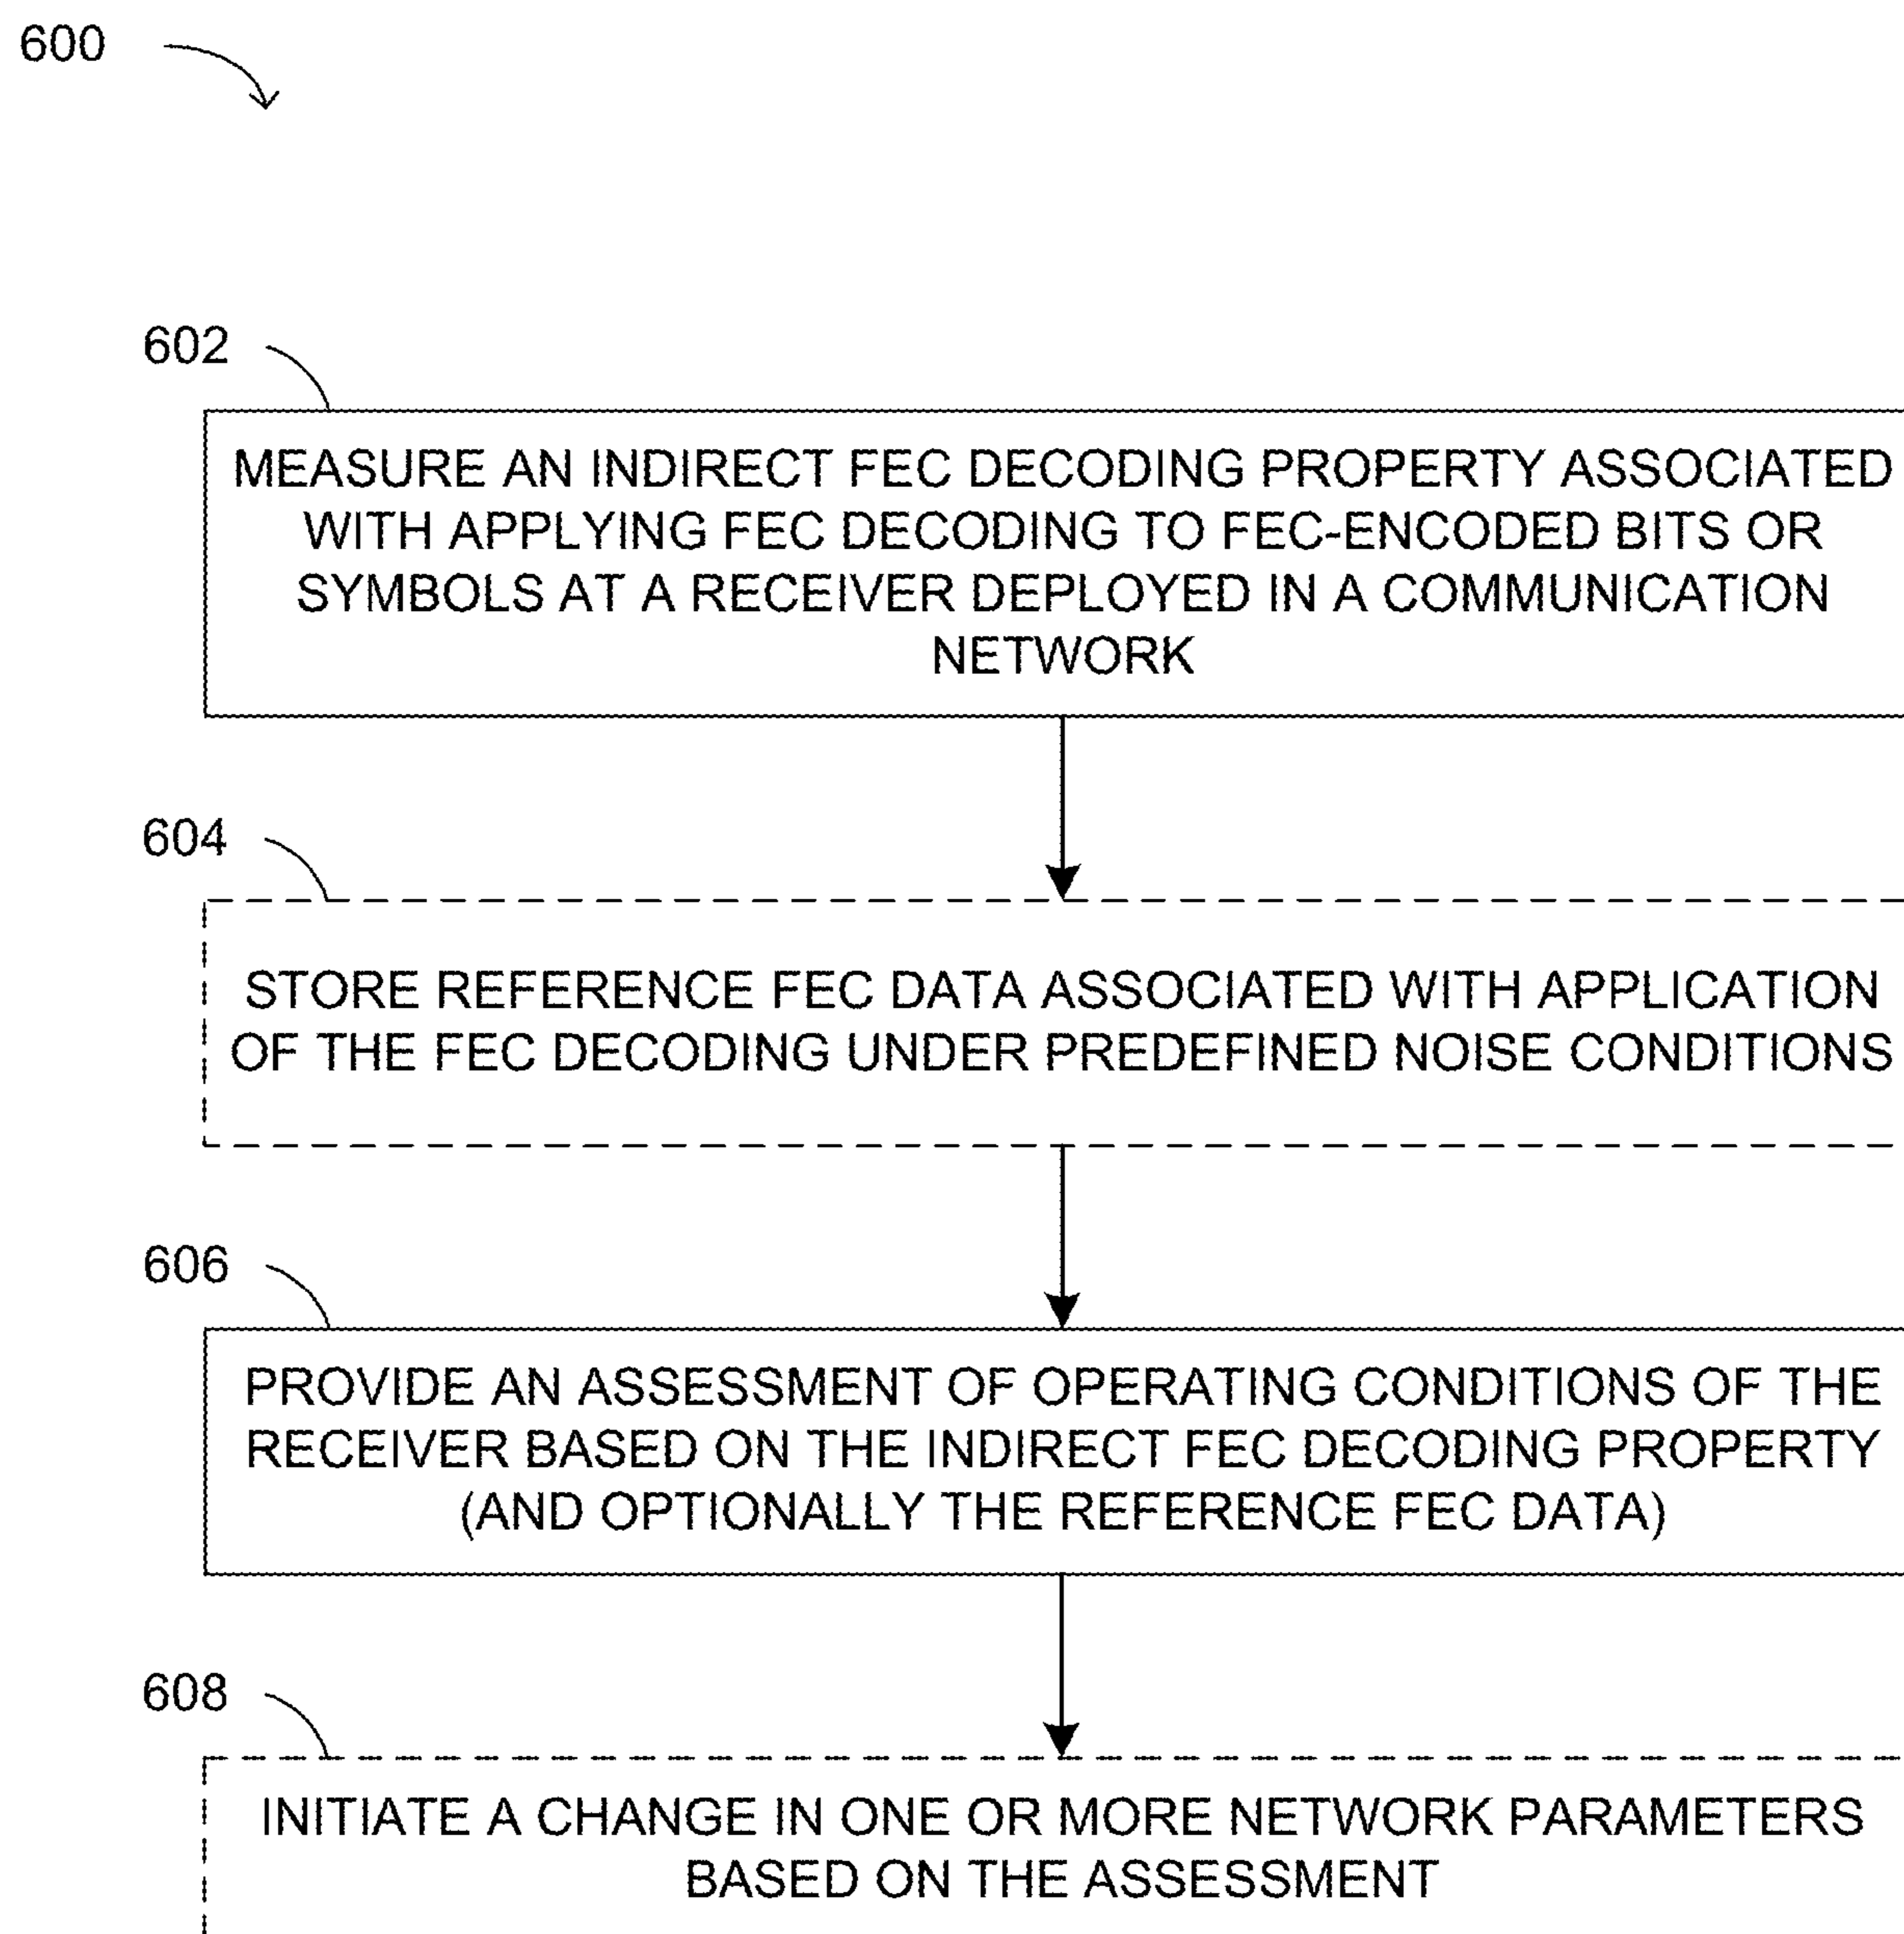 600
602
MEASURE AN INDIRECT FEC DECODING PROPERTY ASSOCIATED
WITH APPLYING FEC DECODING TO FEC-ENCODED BITS OR
SYMBOLS AT A RECEIVER DEPLOYED IN A COMMUNICATION
NETWORK
604
STORE REFERENCE FEC DATA ASSOCIATED WITH APPLICATION
OF THE FEC DECODING UNDER PREDEFINED NOISE CONDITIONS
606
PROVIDE AN ASSESSMENT OF OPERATING CONDITIONS OF THE
RECEIVER BASED ON THE INDIRECT FEC DECODING PROPERTY
(AND OPTIONALLY THE REFERENCE FEC DATA)
608
INITIATE A CHANGE IN ONE OR MORE NETWORK PARAMETERS
BASED ON THE ASSESSMENT